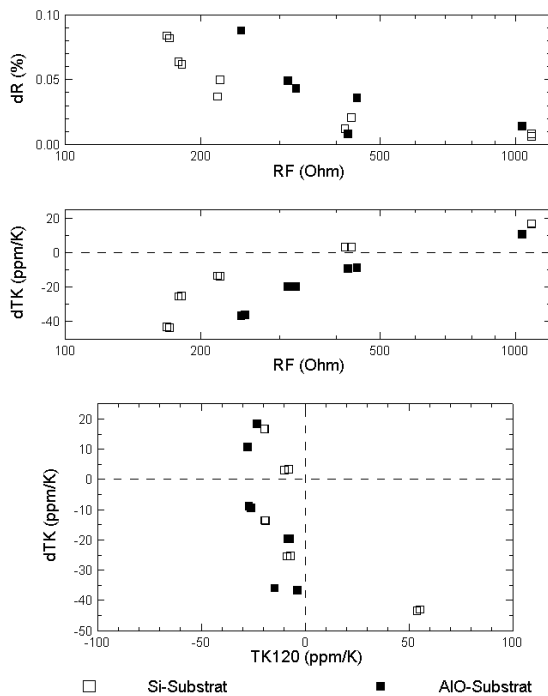 0.10
dR (%)
0.05
0.00
100 200 500 1000
RF (Ohm)
20
0
dTK (ppm/K)
-20
-40
100 200 500 1000
RF (Ohm)
20
10
0
dTK (ppm/K)
-10
-20
-30
-40
-50
-100 -50 0 50 100
TK120 (ppm/K)
Si-Substrat AlO-Substrat